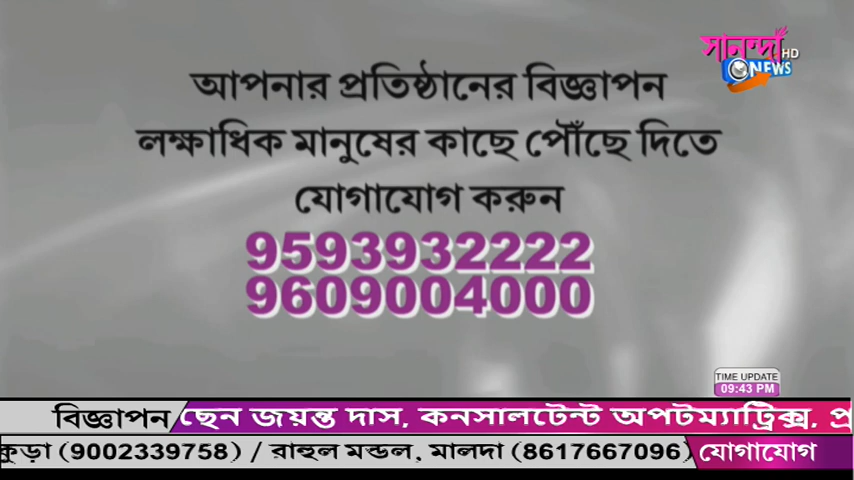 সানন্দা HD
NEWS
আপনার প্রতিষ্ঠানের বিজ্ঞাপন
লক্ষাধিক মানুষের কাছে পৌঁছে দিতে
যোগাযোগ করুন
9593932222
9609004000
TIME UPDATE
09:43 PM
বিজ্ঞাপন ছেন জয়ন্ত দাস, কনসালটেন্ট অপটম্যাট্রিক্স, প্র
কুড়া (9002339758) / রাহুল মন্ডল, মালদা (8617667096) যোগাযোগ